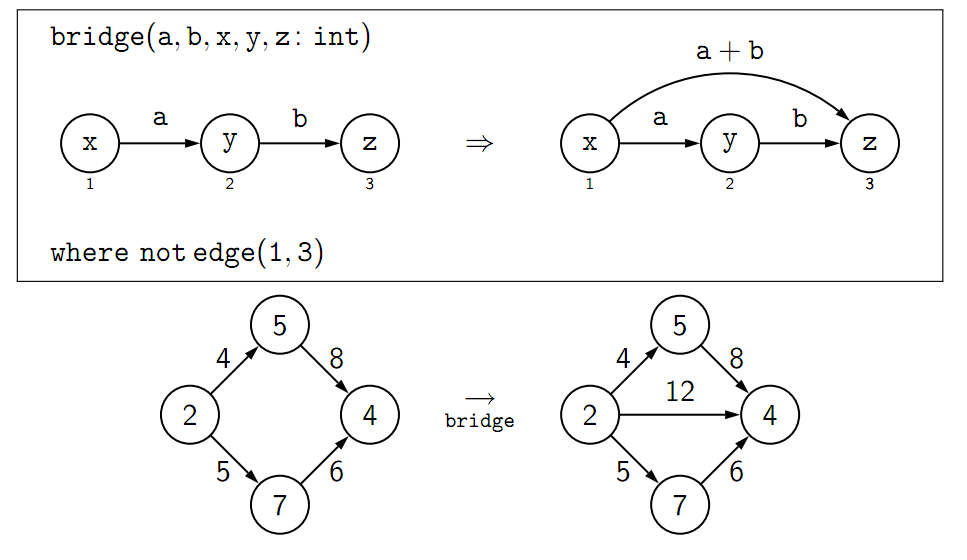 bridge(a, b, x, y, z: int)
a + b
a b a b
x y z ⇒ x y z
1 2 3 1 2 3
where not edge(1, 3)
5 5
4 8 4 8
12
2 4 → 2 4
bridge
5 6 5 6
7 7